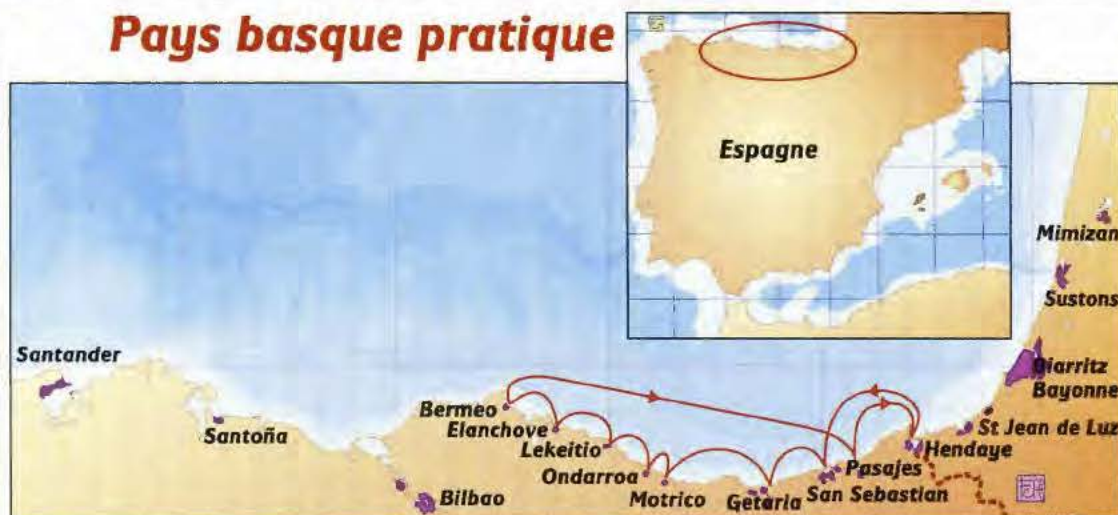 Pays basque pratique
Espagne
Mimizan
Sustons
Santander
Biarritz
Bayonne
Bermeo
Santoña
Elanchove
St Jean de Luz
Lekeitio
Hendaye
Ondarroa
Pasajes
Bilbao
Motrico
Getaria
San Sebastian